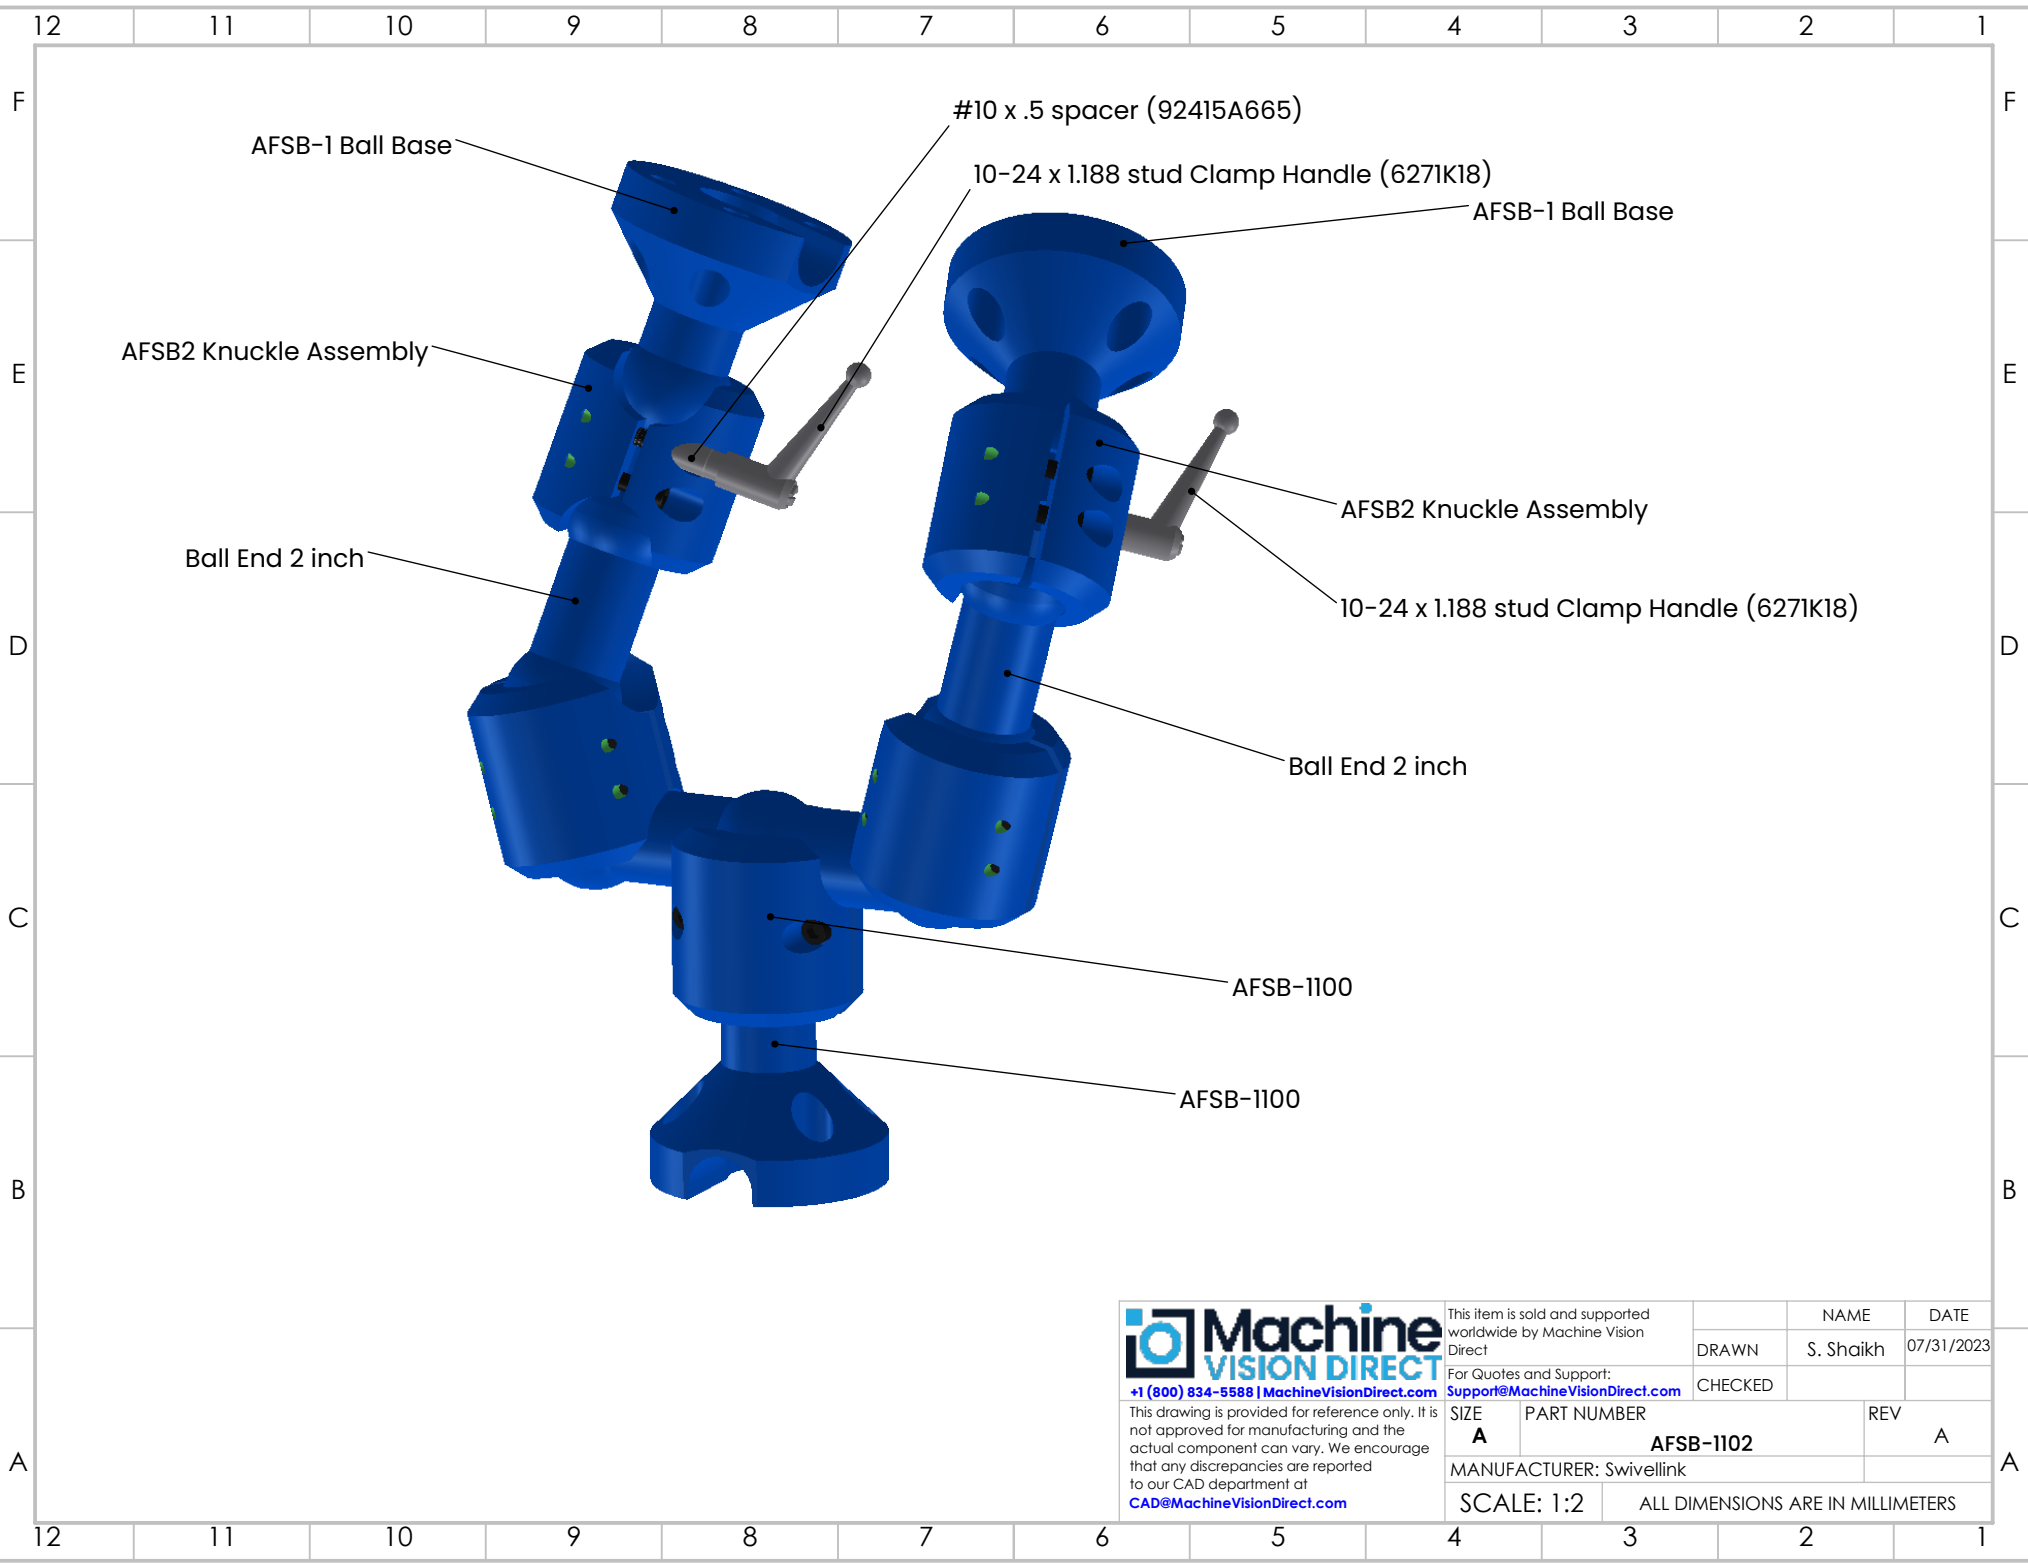 12 11 10 9 8 7 6 5 4 3 2 1
F F
#10 x .5 spacer (92415A665)
AFSB-1 Ball Base
10-24 x 1.188 stud Clamp Handle (6271K18)
AFSB-1 Ball Base
AFSB2 Knuckle Assembly
E E
AFSB2 Knuckle Assembly
Ball End 2 inch
10-24 x 1.188 stud Clamp Handle (6271K18)
D D
Ball End 2 inch
C C
AFSB-1100
AFSB-1100
B B
Machine
VISION DIRECT
+1 (800) 834-5588 | MachineVisionDirect.com
This item is sold and supported
worldwide by Machine Vision
Direct
For Quotes and Support:
Support@MachineVisionDirect.com
NAME DATE
DRAWN S. Shaikh 07/31/2023
CHECKED
This drawing is provided for reference only. It is
not approved for manufacturing and the
actual component can vary. We encourage
that any discrepancies are reported
to our CAD department at
CAD@MachineVisionDirect.com
SIZE PART NUMBER REV
A AFSB-1102 A
MANUFACTURER: Swivellink
SCALE: 1:2 ALL DIMENSIONS ARE IN MILLIMETERS
A A
12 11 10 9 8 7 6 5 4 3 2 1